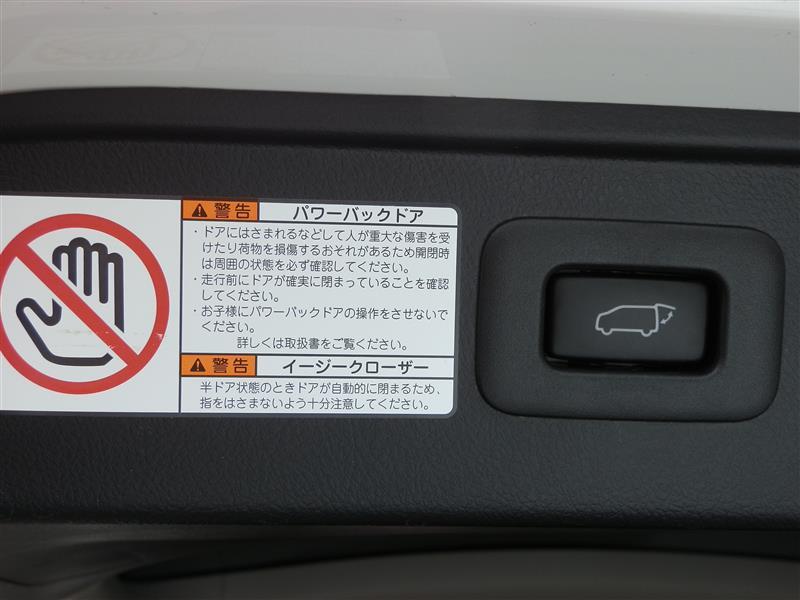 警告 パワーバックドア
・ドアにはさまれるなどして人が重大な傷害を受
けたり荷物を損傷するおそれがあるため開閉時
は周囲の状態を必ず確認してください。
・走行前にドアが確実に閉まっていることを確認
してください。
・お子様にパワーバックドアの操作をさせないで
ください。
詳しくは取扱書をご覧ください。
警告 イージークローザー
半ドア状態のときドアが自動的に閉まるため、
指をはさまないよう十分注意してください。